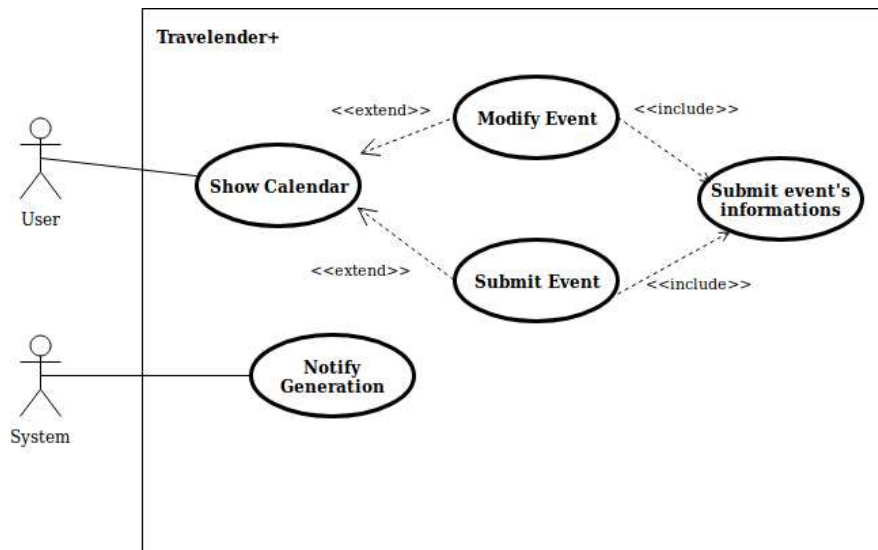 Travelender+
<<extend>>
Modify Event
<<include>>
Show Calendar
Submit event's
informations
User
<<extend>>
Submit Event
<<include>>
Notify
Generation
System